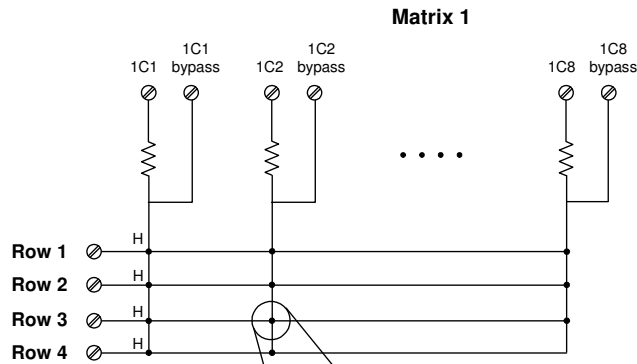 Matrix 1
1C1 1C1 bypass 1C2 1C2 bypass 1C8 1C8 bypass
H
Row 1
H
Row 2
H
Row 3
H
Row 4